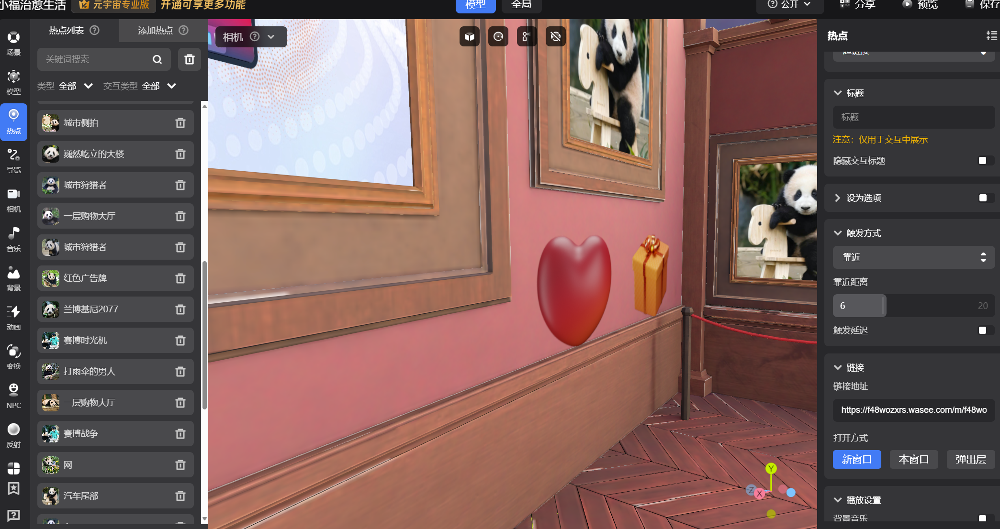 小福治愈生活
元宇宙专业版
开通可享更多功能
模型
全局
公开
分享
预览
保存
热点列表
添加热点
关键词搜索
类型 全部
交互类型 全部
场景
模型
热点
导览
相机
音乐
背景
动画
变换
NPC
反射
城市侧拍
巍然屹立的大楼
城市狩猎者
一层购物大厅
城市狩猎者
红色广告牌
兰博基尼2077
赛博时光机
打雨伞的男人
一层购物大厅
赛博战争
网
汽车尾部
相机
Y
Z
X
热点
超链接
标题
标题
注意：仅用于交互中展示
隐藏交互标题
设为选项
触发方式
靠近
靠近距离
6
20
触发延迟
链接
链接地址
https://f48wozxrs.wasee.com/m/f48wo
打开方式
新窗口
本窗口
弹出层
播放设置
背景音乐